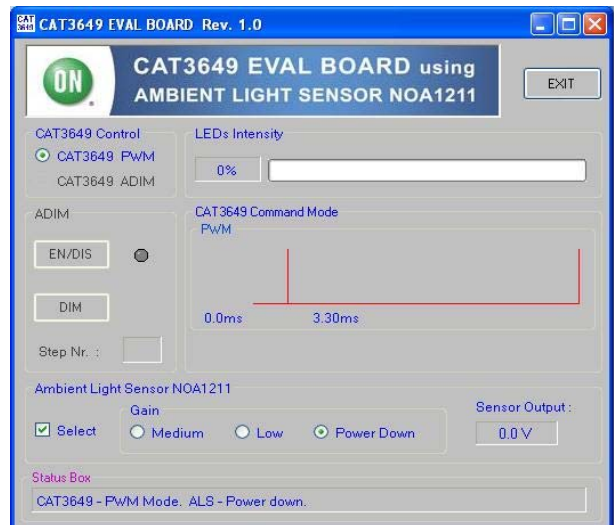 CAT 3649 CAT3649 EVAL BOARD Rev. 1.0
ON CAT3649 EVAL BOARD using
AMBIENT LIGHT SENSOR NOA1211
EXIT
CAT3649 Control
CAT3649 PWM
CAT3649 ADIM
LEDs Intensity
0%
ADIM
EN/DIS
DIM
Step Nr. :
CAT3649 Command Mode
PWM
0.0ms 3.30ms
Ambient Light Sensor NOA1211
Select
Gain
Medium Low Power Down
Sensor Output :
0.0 V
Status Box
CAT3649 - PWM Mode. ALS - Power down.